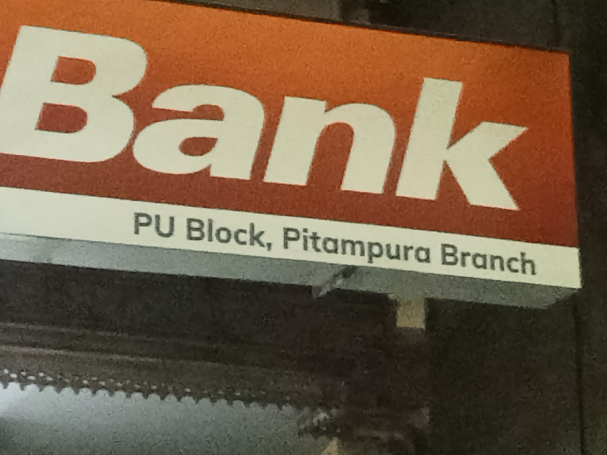 Bank
PU Block, Pitampura Branch